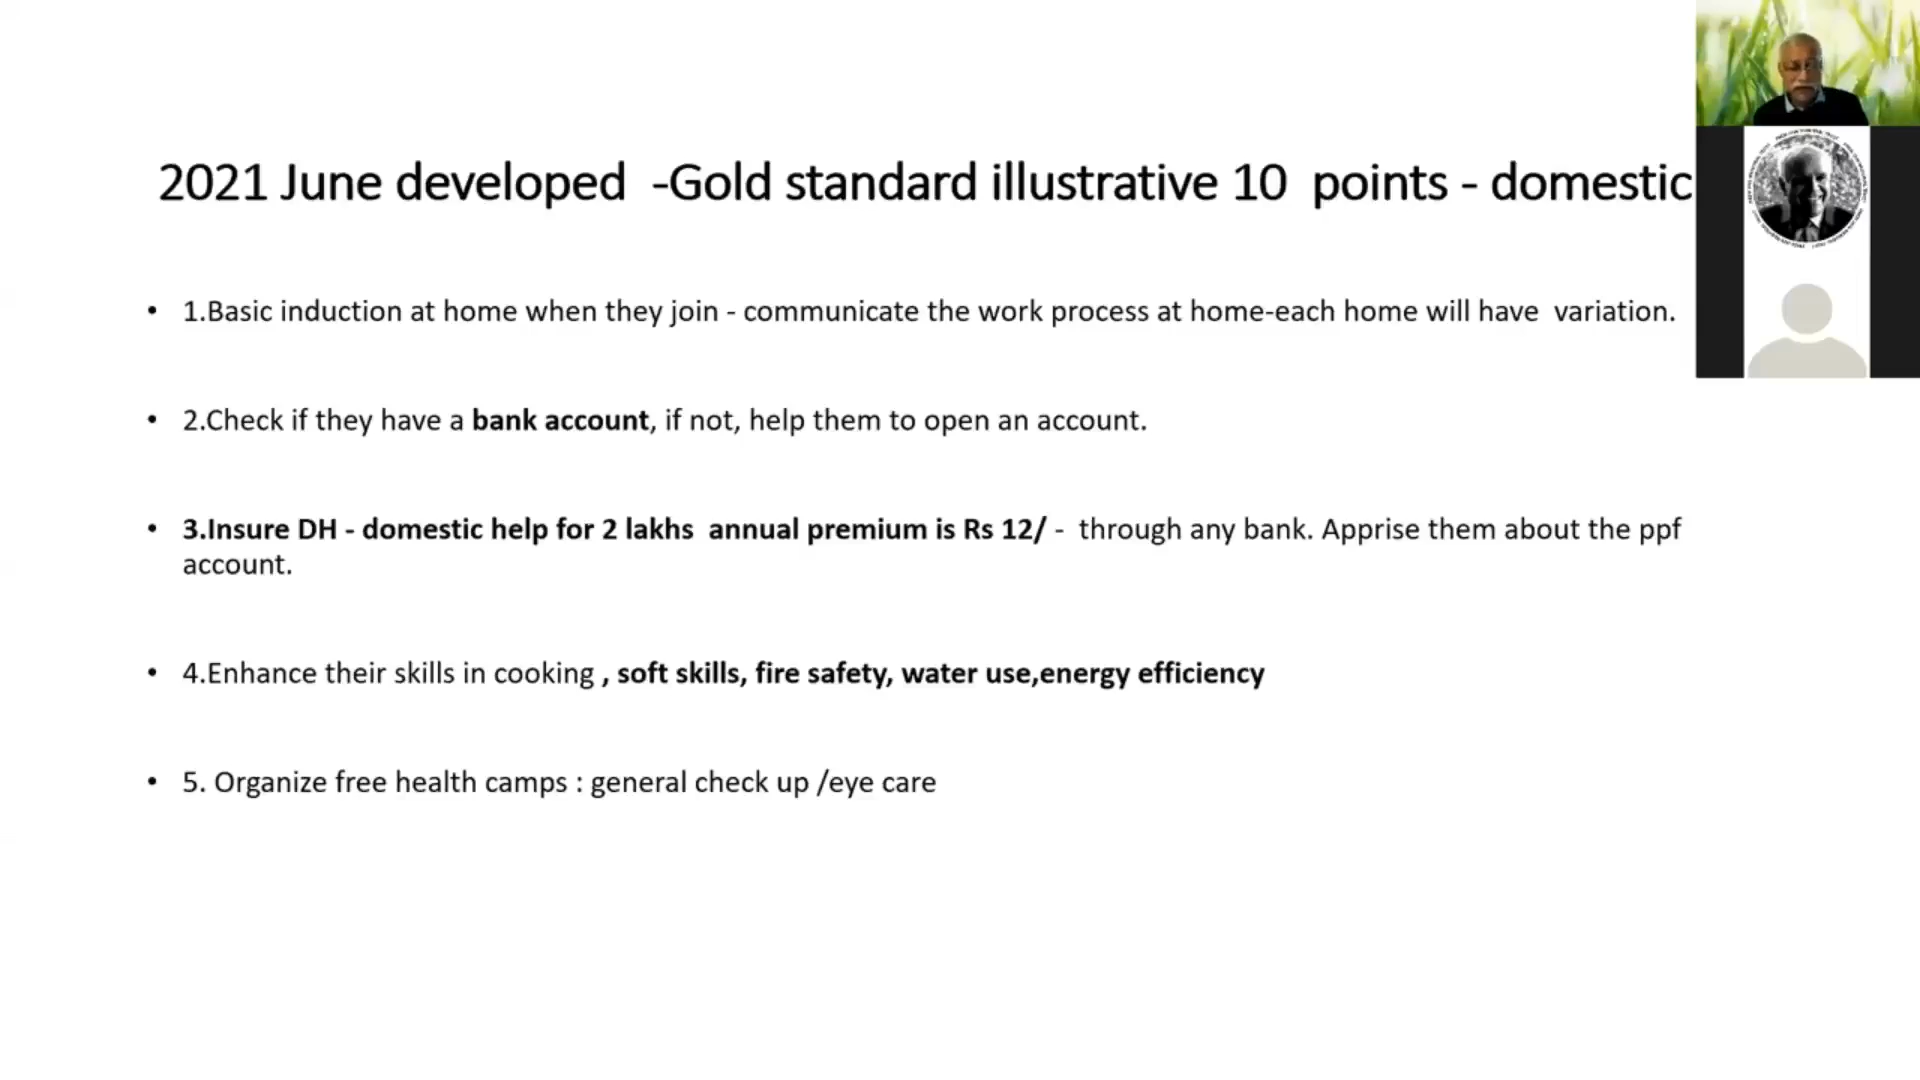 2021 June developed  -Gold standard illustrative 10  points - domestic
• 1.Basic induction at home when they join - communicate the work process at home-each home will have  variation.
• 2.Check if they have a bank account, if not, help them to open an account.
• 3.Insure DH - domestic help for 2 lakhs  annual premium is Rs 12/ -  through any bank. Apprise them about the ppf
account.
• 4.Enhance their skills in cooking , soft skills, fire safety, water use,energy efficiency
• 5. Organize free health camps : general check up /eye care